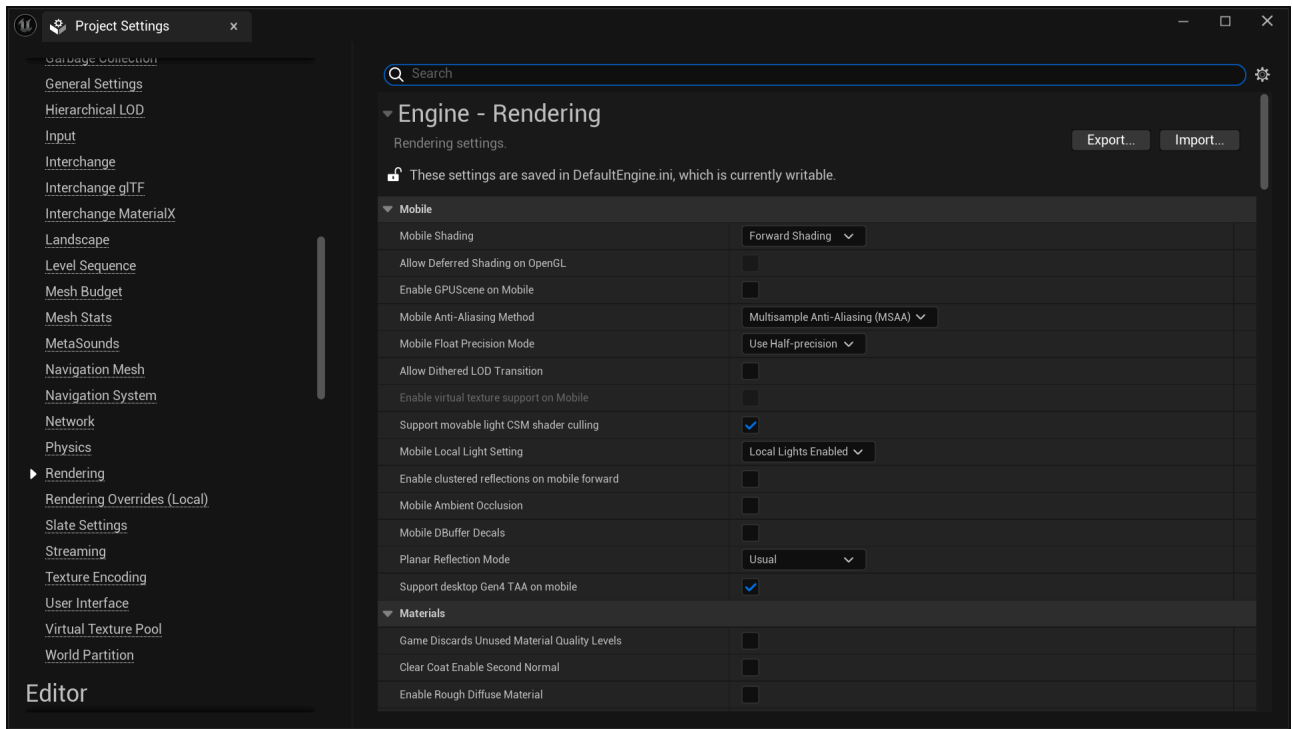 Project Settings
Garbage Collection
General Settings
Hierarchical LOD
Input
Interchange
Interchange glTF
Interchange MaterialX
Landscape
Level Sequence
Mesh Budget
Mesh Stats
MetaSounds
Navigation Mesh
Navigation System
Network
Physics
Rendering
Rendering Overrides (Local)
Slate Settings
Streaming
Texture Encoding
User Interface
Virtual Texture Pool
World Partition
Editor
Search
Engine - Rendering
Rendering settings.
Export... Import...
These settings are saved in DefaultEngine.ini, which is currently writable.
Mobile
Mobile Shading Forward Shading
Allow Deferred Shading on OpenGL
Enable GPUScene on Mobile
Mobile Anti-Aliasing Method Multisample Anti-Aliasing (MSAA)
Mobile Float Precision Mode Use Half-precision
Allow Dithered LOD Transition
Enable virtual texture support on Mobile
Support movable light CSM shader culling
Mobile Local Light Setting Local Lights Enabled
Enable clustered reflections on mobile forward
Mobile Ambient Occlusion
Mobile DBuffer Decals
Planar Reflection Mode Usual
Support desktop Gen4 TAA on mobile
Materials
Game Discards Unused Material Quality Levels
Clear Coat Enable Second Normal
Enable Rough Diffuse Material